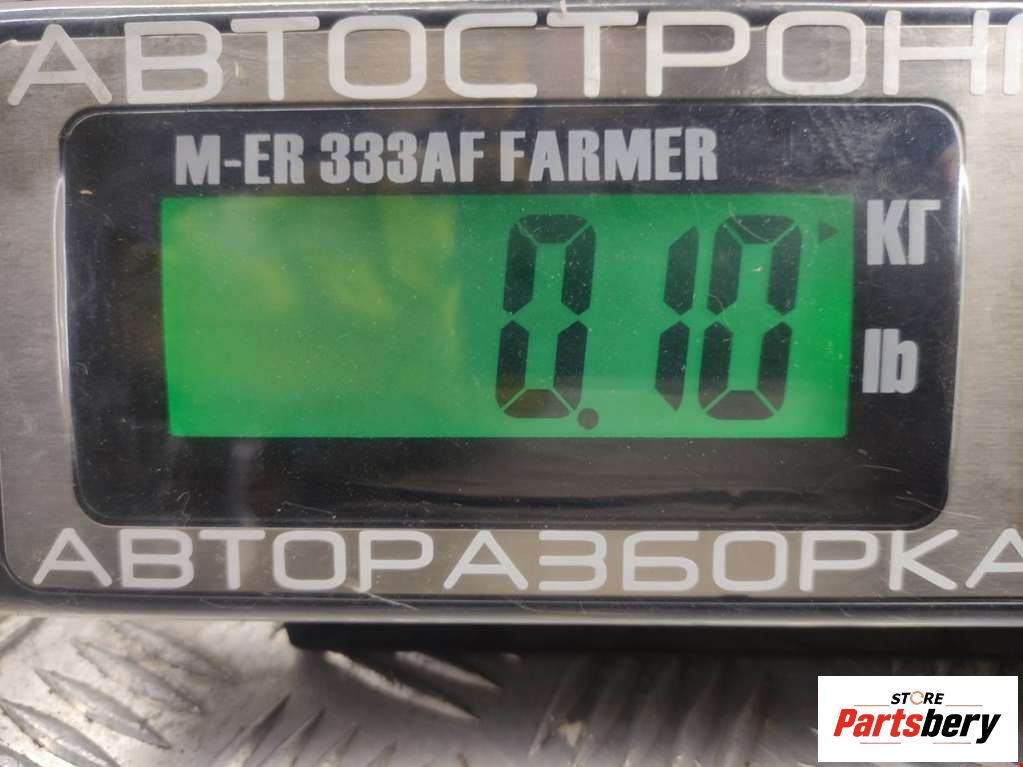 АВТОСТРОН
M-ER 333AF FARMER
0.10
КГ
lb
АВТОРАЗБОРКА
STORE
Partsbery